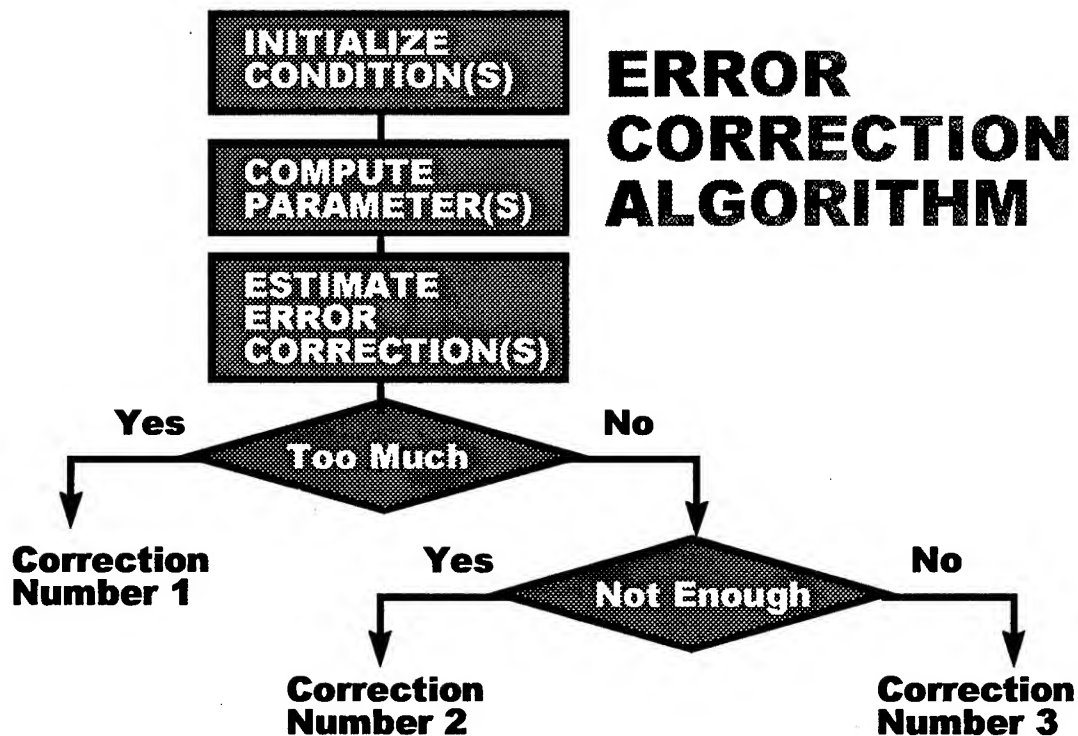 INITIALIZE
CONDITION(S)
ERROR
CORRECTION
ALGORITHM
COMPUTE
PARAMETER(S)
ESTIMATE
ERROR
CORRECTION(S)
Yes
No
Too Much
Correction
Number 1
Yes
No
Not Enough
Correction
Number 2
Correction
Number 3